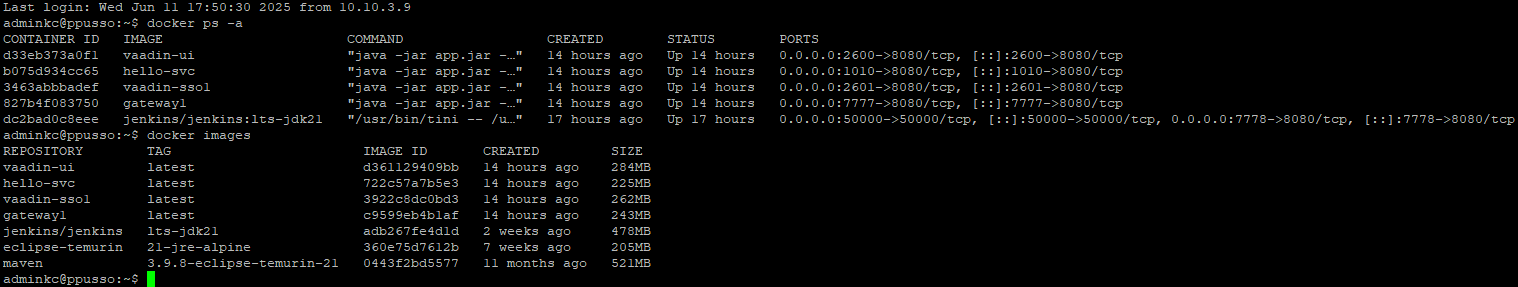 Last login: Wed Jun 11 17:50:30 2025 from 10.10.3.9
adminkc@ppusso:~$ docker ps -a
CONTAINER ID   IMAGE                       COMMAND                  CREATED        STATUS        PORTS
d33eb373a0f1   vaadin-ui                   "java -jar app.jar -…"   14 hours ago   Up 14 hours   0.0.0.0:2600->8080/tcp, [::]:2600->8080/tcp
b075d934cc65   hello-svc                   "java -jar app.jar -…"   14 hours ago   Up 14 hours   0.0.0.0:1010->8080/tcp, [::]:1010->8080/tcp
3463abbbadef   vaadin-sso1                 "java -jar app.jar -…"   14 hours ago   Up 14 hours   0.0.0.0:2601->8080/tcp, [::]:2601->8080/tcp
827b4f083750   gateway1                    "java -jar app.jar -…"   14 hours ago   Up 14 hours   0.0.0.0:7777->8080/tcp, [::]:7777->8080/tcp
dc2bad0c8eee   jenkins/jenkins:lts-jdk21   "/usr/bin/tini -- /u…"   17 hours ago   Up 17 hours   0.0.0.0:50000->50000/tcp, [::]:50000->50000/tcp, 0.0.0.0:7778->8080/tcp, [::]:7778->8080/tcp
adminkc@ppusso:~$ docker images
REPOSITORY        TAG                        IMAGE ID       CREATED         SIZE
vaadin-ui         latest                     d361129409bb   14 hours ago    284MB
hello-svc         latest                     722c57a7b5e3   14 hours ago    225MB
vaadin-sso1       latest                     3922c8dc0bd3   14 hours ago    262MB
gateway1          latest                     c9599eb4b1af   14 hours ago    243MB
jenkins/jenkins   lts-jdk21                  adb267fe4d1d   2 weeks ago     478MB
eclipse-temurin   21-jre-alpine              360e75d7612b   7 weeks ago     205MB
maven             3.9.8-eclipse-temurin-21   0443f2bd5577   11 months ago   521MB
adminkc@ppusso:~$